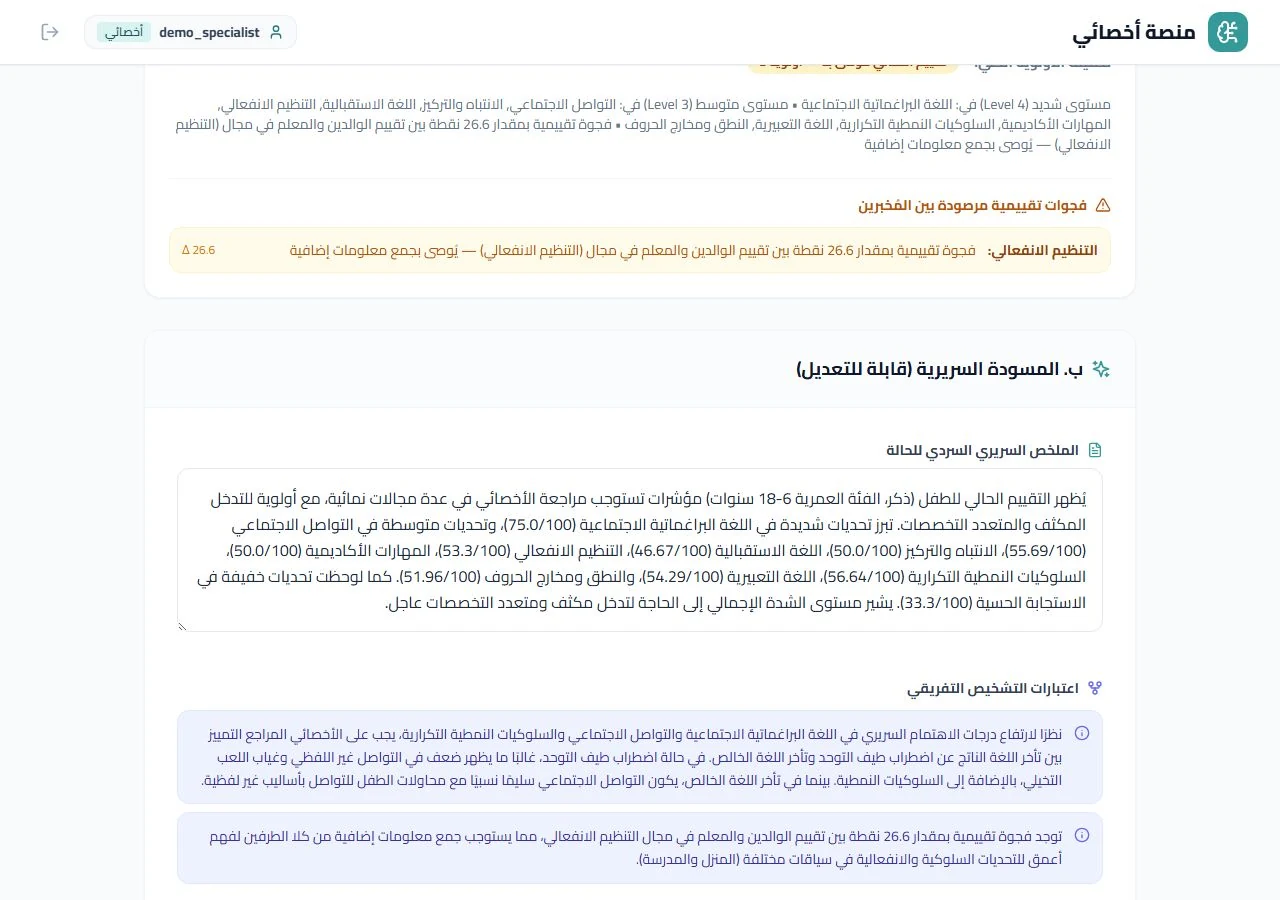 منصة أخصائي
demo_specialist أخصائي
مستوى شديد (Level 4) في: اللغة البراغماتية الاجتماعية • مستوى متوسط (Level 3) في: التواصل الاجتماعي, الانتباه والتركيز, اللغة الاستقبالية, التنظيم الانفعالي,
المهارات الأكاديمية, السلوكيات النمطية التكرارية, اللغة التعبيرية, النطق ومخارج الحروف • فجوة تقييمية بمقدار 26.6 نقطة بين تقييم الوالدين والمعلم في مجال (التنظيم
الانفعالي) — يُوصى بجمع معلومات إضافية
فجوات تقييمية مرصودة بين المُخبرين
التنظيم الانفعالي: فجوة تقييمية بمقدار 26.6 نقطة بين تقييم الوالدين والمعلم في مجال (التنظيم الانفعالي) — يُوصى بجمع معلومات إضافية
Δ 26.6
ب. المسودة السريرية (قابلة للتعديل)
الملخص السريري السردي للحالة
يُظهر التقييم الحالي للطفل (ذكر، الفئة العمرية 6-18 سنوات) مؤشرات تستوجب مراجعة الأخصائي في عدة مجالات نمائية، مع أولوية للتدخل
المكثف والمتعدد التخصصات. تبرز تحديات شديدة في اللغة البراغماتية الاجتماعية (75.0/100)، وتحديات متوسطة في التواصل الاجتماعي
(55.69/100)، الانتباه والتركيز (50.0/100)، اللغة الاستقبالية (46.67/100)، التنظيم الانفعالي (53.3/100)، المهارات الأكاديمية (50.0/100)،
السلوكيات النمطية التكرارية (56.64/100)، اللغة التعبيرية (54.29/100)، والنطق ومخارج الحروف (51.96/100). كما لوحظت تحديات خفيفة في
الاستجابة الحسية (33.3/100). يشير مستوى الشدة الإجمالي إلى الحاجة لتدخل مكثف ومتعدد التخصصات عاجل.
اعتبارات التشخيص التفريقي
نظرًا لارتفاع درجات الاهتمام السريري في اللغة البراغماتية الاجتماعية والتواصل الاجتماعي والسلوكيات النمطية التكرارية، يجب على الأخصائي المراجع التمييز
بين تأخر اللغة الناتج عن اضطراب طيف التوحد وتأخر اللغة الخالص. في حالة اضطراب طيف التوحد، غالبًا ما يظهر ضعف في التواصل غير اللفظي وغياب اللعب
التخيلي، بالإضافة إلى السلوكيات النمطية. بينما في تأخر اللغة الخالص، يكون التواصل الاجتماعي سليمًا نسبيًا مع محاولات الطفل للتواصل بأساليب غير لفظية.
توجد فجوة تقييمية بمقدار 26.6 نقطة بين تقييم الوالدين والمعلم في مجال التنظيم الانفعالي، مما يستوجب جمع معلومات إضافية من كلا الطرفين لفهم
أعمق للتحديات السلوكية والانفعالية في سياقات مختلفة (المنزل والمدرسة).